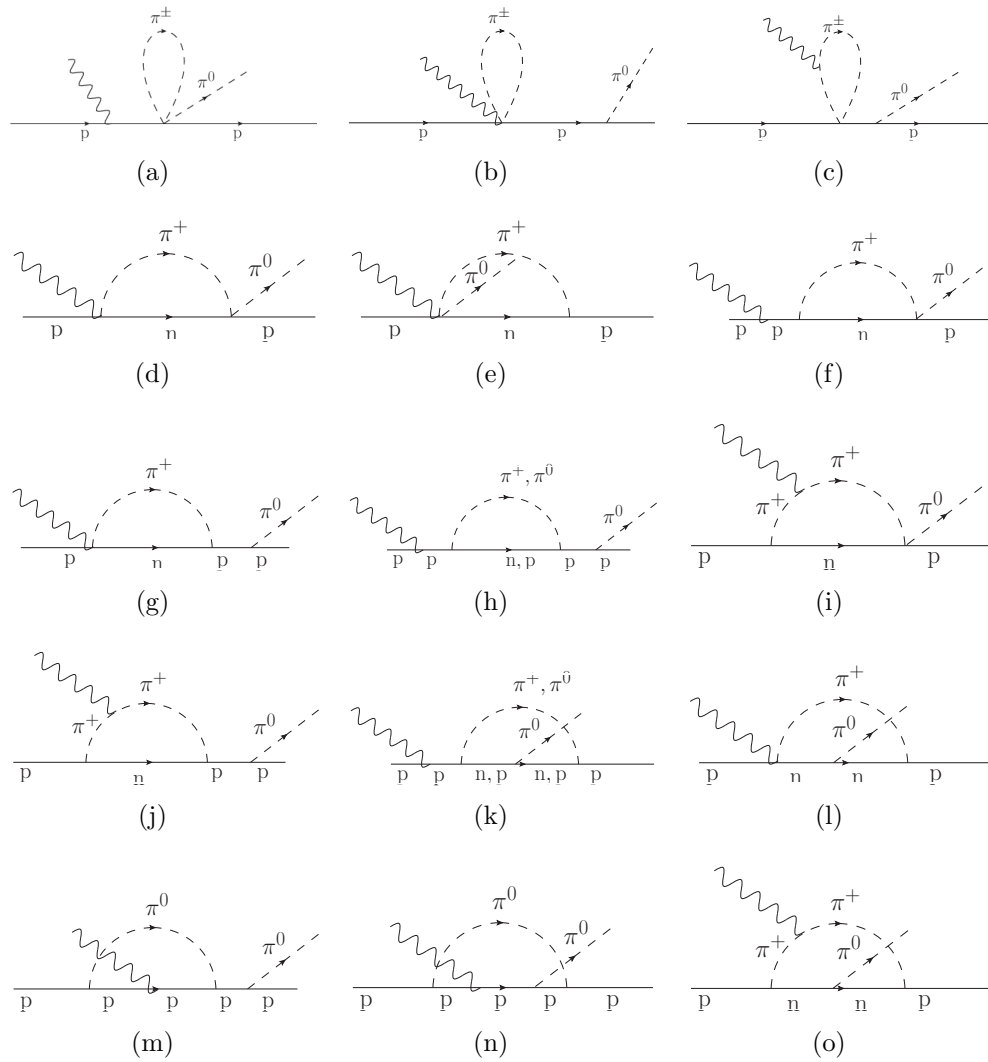 π± π± π±
π0 π0 π0
p p p p p p
(a) (b) (c)
π+ π+ π+
π0 π0 π0
p n p p n p p p n p
(d) (e) (f)
π+ π+, π0 π+
π0 π0 π+ π0
p n p p p p n, p p p p n p
(g) (h) (i)
π+ π+, π0 π+
π+ π0 π0 π0
p n p p p p n, p n, p p p n n p
(j) (k) (l)
π0 π0 π+
π0 π0 π+ π0
p p p p p p p p p p p n n p
(m) (n) (o)